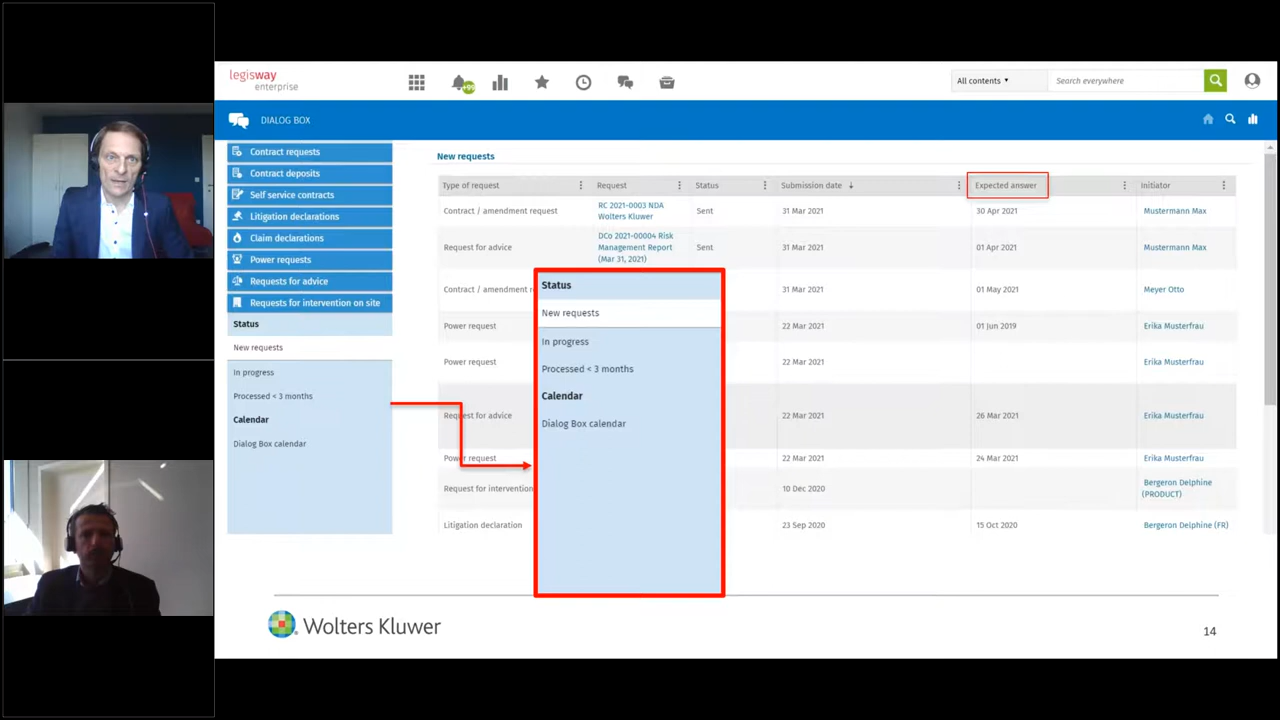 legisway
enterprise
+99
All contents
Search everywhere
DIALOG BOX
Contract requests
Contract deposits
Self service contracts
Litigation declarations
Claim declarations
Power requests
Requests for advice
Requests for intervention on site
Status
New requests
In progress
Processed < 3 months
Calendar
Dialog Box calendar
New requests
Type of request Request Status Submission date Expected answer Initiator
Contract / amendment request RC 2021-0003 NDA Wolters Kluwer Sent 31 Mar 2021 30 Apr 2021 Mustermann Max
Request for advice DCo 2021-00004 Risk Management Report (Mar 31, 2021) Sent 31 Mar 2021 01 Apr 2021 Mustermann Max
Contract / amendment r 31 Mar 2021 01 May 2021 Meyer Otto
Power request 22 Mar 2021 01 Jun 2019 Erika Musterfrau
Power request 22 Mar 2021 Erika Musterfrau
Request for advice 22 Mar 2021 26 Mar 2021 Erika Musterfrau
Power request 22 Mar 2021 24 Mar 2021 Erika Musterfrau
Request for intervention 10 Dec 2020 Bergeron Delphine (PRODUCT)
Litigation declaration 23 Sep 2020 15 Oct 2020 Bergeron Delphine (FR)
Status
New requests
In progress
Processed < 3 months
Calendar
Dialog Box calendar
Wolters Kluwer
14